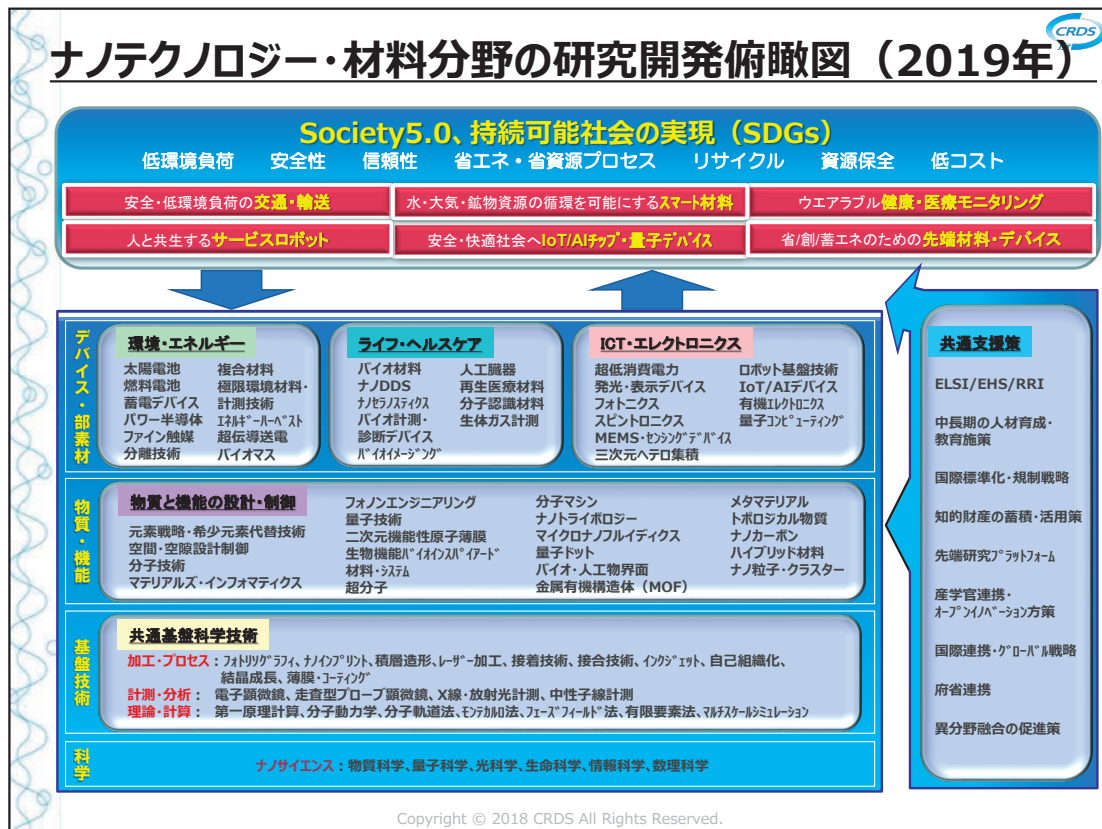 CRDS
ナノテクノロジー・材料分野の研究開発俯瞰図（2019年）
Society5.0、持続可能社会の実現（SDGs）
低環境負荷 安全性 信頼性 省エネ・省資源プロセス リサイクル 資源保全 低コスト
安全・低環境負荷の交通・輸送
水・大気・鉱物資源の循環を可能にするスマート材料
ウエアラブル健康・医療モニタリング
人と共生するサービスロボット
安全・快適社会へIoT/AIﾁｯﾌﾟ・量子ﾃﾞﾊﾞｲｽ
省/創/蓄エネのための先端材料・デバイス
デバイス・部素材
環境・エネルギー
太陽電池
燃料電池
蓄電デバイス
パワー半導体
ファイン触媒
分離技術
複合材料
極限環境材料・
計測技術
ｴﾈﾙｷﾞｰﾊｰﾍﾞｽﾄ
超伝導送電
バイオマス
ライフ・ヘルスケア
バイオ材料
ナノDDS
ﾅﾉｾﾗﾉｽﾃｨｸｽ
バイオ計測・
診断デバイス
ﾊﾞｲｵｲﾒｰｼﾞﾝｸﾞ
人工臓器
再生医療材料
分子認識材料
生体ガス計測
ICT・エレクトロニクス
超低消費電力
発光・表示デバイス
フォトニクス
スピントロニクス
MEMS・ｾﾝｼﾝｸﾞﾃﾞﾊﾞｲｽ
三次元ヘテロ集積
ロボット基盤技術
IoT/AIデバイス
有機ｴﾚｸﾄﾛﾆｸｽ
量子ｺﾝﾋﾟｭｰﾃｨﾝｸﾞ
物質・機能
物質と機能の設計・制御
元素戦略・希少元素代替技術
空間・空隙設計制御
分子技術
マテリアルズ・インフォマティクス
フォノンエンジニアリング
量子技術
二次元機能性原子薄膜
生物機能ﾊﾞｲｵｲﾝｽﾊﾟｲｱｰﾄﾞ
材料・ｼｽﾃﾑ
超分子
分子マシン
ナノトライボロジー
マイクロナノフルイディクス
量子ドット
バイオ・人工物界面
金属有機構造体（MOF）
メタマテリアル
トポロジカル物質
ナノカーボン
ハイブリッド材料
ナノ粒子・クラスター
基盤技術
共通基盤科学技術
加工・プロセス：ﾌｫﾄﾘｿｸﾞﾗﾌｨ、ﾅﾉｲﾝﾌﾟﾘﾝﾄ、積層造形、ﾚｰｻﾞｰ加工、接着技術、接合技術、ｲﾝｸｼﾞｪｯﾄ、自己組織化、
結晶成長、薄膜・ｺｰﾃｨﾝｸﾞ
計測・分析： 電子顕微鏡、走査型プローブ顕微鏡、X線・放射光計測、中性子線計測
理論・計算： 第一原理計算、分子動力学、分子軌道法、ﾓﾝﾃｶﾙﾛ法、ﾌｪｰｽﾞﾌｨｰﾙﾄﾞ法、有限要素法、ﾏﾙﾁｽｹｰﾙｼﾐｭﾚｰｼｮﾝ
科学
ナノサイエンス：物質科学、量子科学、光科学、生命科学、情報科学、数理科学
共通支援策
ELSI/EHS/RRI
中長期の人材育成・
教育施策
国際標準化・規制戦略
知的財産の蓄積・活用策
先端研究ﾌﾟﾗｯﾄﾌｫｰﾑ
産学官連携・
ｵｰﾌﾟﾝｲﾉﾍﾞｰｼｮﾝ方策
国際連携・ｸﾞﾛｰﾊﾞﾙ戦略
府省連携
異分野融合の促進策
Copyright © 2018 CRDS All Rights Reserved.